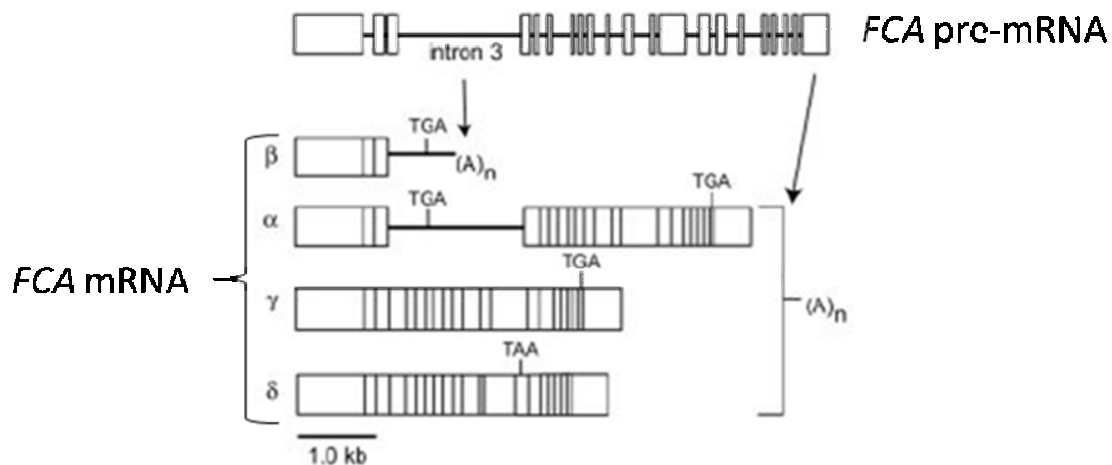 FCA pre-mRNA
intron 3
TGA
β
(A)n
TGA
TGA
α
TGA
FCA mRNA
γ
(A)n
TAA
δ
1.0 kb